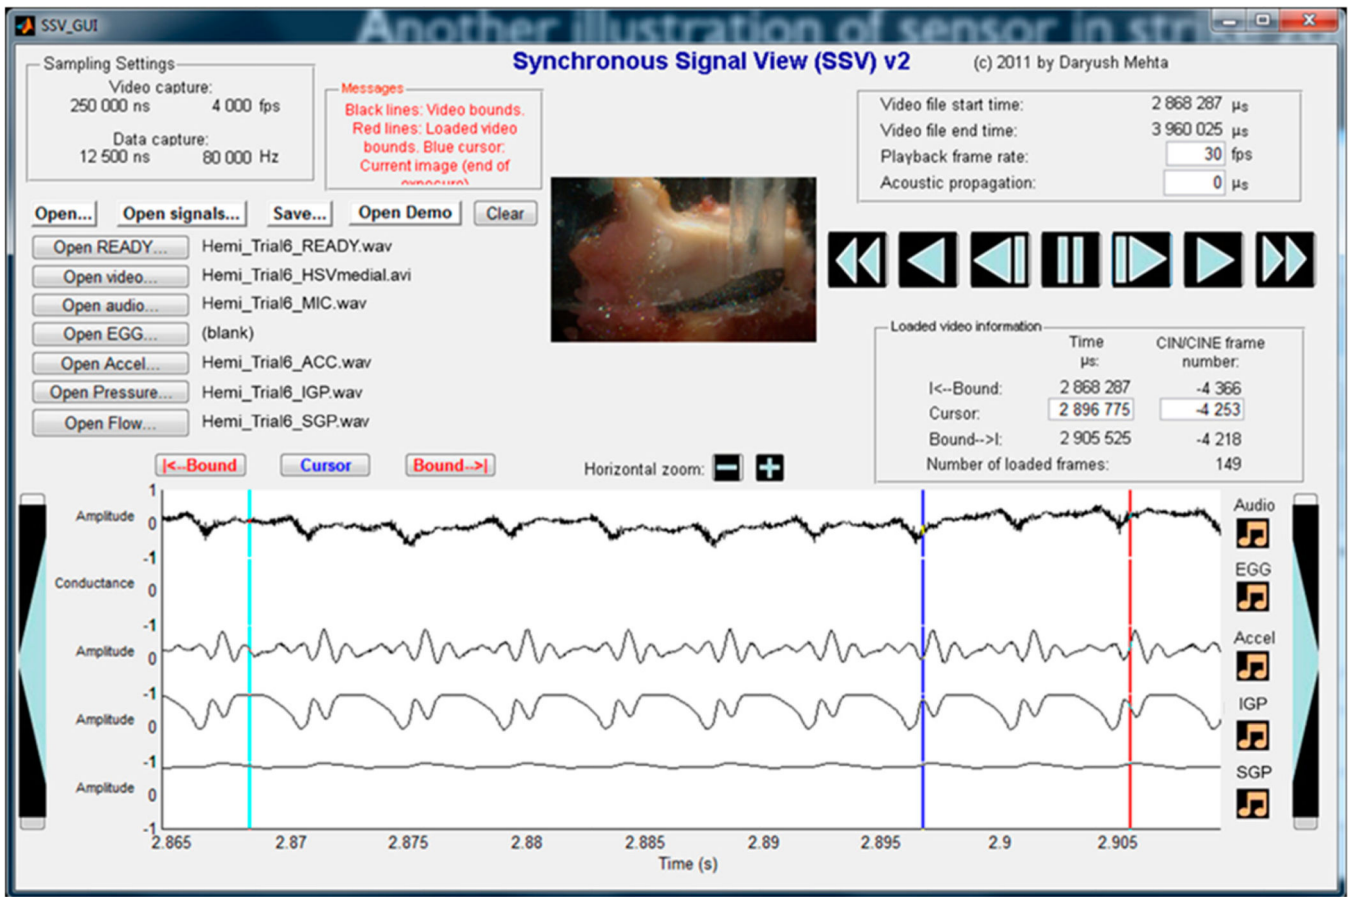 SSV_GUI
Another illustration of sensor in strike
Synchronous Signal View (SSV) v2
(c) 2011 by Daryush Mehta
Sampling Settings
Video capture:
250 000 ns 4 000 fps
Data capture:
12 500 ns 80 000 Hz
Messages
Black lines: Video bounds.
Red lines: Loaded video
bounds. Blue cursor:
Current image (end of
exposure)
Video file start time: 2 868 287 µs
Video file end time: 3 960 025 µs
Playback frame rate: 30 fps
Acoustic propagation: 0 µs
Open... Open signals... Save... Open Demo Clear
Open READY... Hemi_Trial6_READY.wav
Open video... Hemi_Trial6_HSVmedial.avi
Open audio... Hemi_Trial6_MIC.wav
Open EGG... (blank)
Open Accel... Hemi_Trial6_ACC.wav
Open Pressure... Hemi_Trial6_IGP.wav
Open Flow... Hemi_Trial6_SGP.wav
Loaded video information
Time CIN/CINE frame
µs: number:
I<--Bound: 2 868 287 -4 366
Cursor: 2 896 775 -4 253
Bound-->I: 2 905 525 -4 218
Number of loaded frames: 149
|<--Bound Cursor Bound-->|
Horizontal zoom: - +
1
Amplitude 0
-1
Conductance 0
-1
Amplitude 0
-1
Amplitude 0
-1
Amplitude 0
-1
Audio
EGG
Accel
IGP
SGP
2.865 2.87 2.875 2.88 2.885 2.89 2.895 2.9 2.905
Time (s)